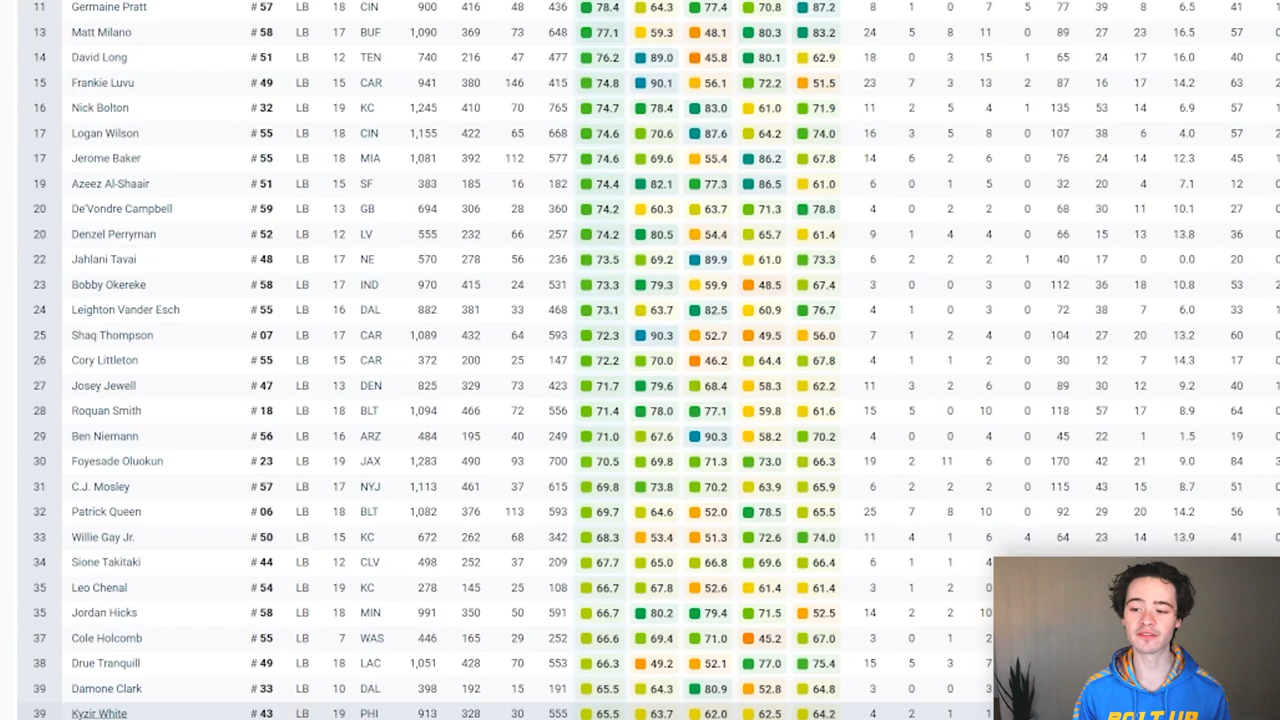 11 Germaine Pratt # 57 LB 18 CIN 900 416 48 436 78.4 64.3 77.4 70.8 87.2 8 1 0 7 5 77 39 8 6.5 41
13 Matt Milano # 58 LB 17 BUF 1,090 369 73 648 77.1 59.3 48.1 80.3 83.2 24 5 8 11 0 89 27 23 16.5 57
14 David Long # 51 LB 12 TEN 740 216 47 477 76.2 89.0 45.8 80.1 62.9 18 0 3 15 1 65 24 17 16.0 40
15 Frankie Luvu # 49 LB 15 CAR 941 380 146 415 74.8 90.1 56.1 72.2 51.5 23 7 3 13 2 87 16 17 14.2 63
16 Nick Bolton # 32 LB 19 KC 1,245 410 70 765 74.7 78.4 83.0 61.0 71.9 11 2 5 4 1 135 53 14 6.9 57
17 Logan Wilson # 55 LB 18 CIN 1,155 422 65 668 74.6 70.6 87.6 64.2 74.0 16 3 5 8 0 107 38 6 4.0 57
17 Jerome Baker # 55 LB 18 MIA 1,081 392 112 577 74.6 69.6 55.4 86.2 67.8 14 6 2 6 0 76 24 14 12.3 45
19 Azeez Al-Shaair # 51 LB 15 SF 383 185 16 182 74.4 82.1 77.3 86.5 61.0 6 0 1 5 0 32 20 4 7.1 12
20 De'Vondre Campbell # 59 LB 13 GB 694 306 28 360 74.2 60.3 63.7 71.3 78.8 4 0 2 2 0 68 30 11 10.1 27
20 Denzel Perryman # 52 LB 12 LV 555 232 66 257 74.2 80.5 54.4 65.7 61.4 9 1 4 4 0 66 15 13 13.8 36
22 Jahlani Tavai # 48 LB 17 NE 570 278 56 236 73.5 69.2 89.9 61.0 73.3 6 2 2 2 1 40 17 0 0.0 20
23 Bobby Okereke # 58 LB 17 IND 970 415 24 531 73.3 79.3 59.9 48.5 67.4 3 0 0 3 0 112 36 18 10.8 53
24 Leighton Vander Esch # 55 LB 16 DAL 882 381 33 468 73.1 63.7 82.5 60.9 76.7 4 1 0 3 0 72 38 7 6.0 33
25 Shaq Thompson # 07 LB 17 CAR 1,089 432 64 593 72.3 90.3 52.7 49.5 56.0 7 1 2 4 0 104 27 20 13.2 60
26 Cory Littleton # 55 LB 15 CAR 372 200 25 147 72.2 70.0 46.2 64.4 67.8 4 1 1 2 0 30 12 7 14.3 17
27 Josey Jewell # 47 LB 13 DEN 825 329 73 423 71.7 79.6 68.4 58.3 62.2 11 3 2 6 0 89 30 12 9.2 40
28 Roquan Smith # 18 LB 18 BLT 1,094 466 72 556 71.4 78.0 77.1 59.8 61.6 15 5 0 10 0 118 57 17 8.9 64
29 Ben Niemann # 56 LB 16 ARZ 484 195 40 249 71.0 67.6 90.3 58.2 70.2 4 0 0 4 0 45 22 1 1.5 19
30 Foyesade Oluokun # 23 LB 19 JAX 1,283 490 93 700 70.5 69.8 71.3 73.0 66.3 19 2 11 6 0 170 42 21 9.0 84
31 C.J. Mosley # 57 LB 17 NYJ 1,113 461 37 615 69.8 73.8 70.2 63.9 65.9 6 2 2 2 0 115 43 15 8.7 51
32 Patrick Queen # 06 LB 18 BLT 1,082 376 113 593 69.7 64.6 52.0 78.5 65.5 25 7 8 10 0 92 29 20 14.2 56
33 Willie Gay Jr. # 50 LB 15 KC 672 262 68 342 68.3 53.4 51.3 72.6 74.0 11 4 1 6 4 64 23 14 13.9 41
34 Sione Takitaki # 44 LB 12 CLV 498 252 37 209 67.7 65.0 66.8 69.6 66.4 6 1 1 4
35 Leo Chenal # 54 LB 19 KC 278 145 25 108 66.7 67.8 52.6 61.4 61.4 3 1 2 0
35 Jordan Hicks # 58 LB 18 MIN 991 350 50 591 66.7 80.2 79.4 71.5 52.5 14 2 2 10
37 Cole Holcomb # 55 LB 7 WAS 446 165 29 252 66.6 69.4 71.0 45.2 67.0 3 0 1 2
38 Drue Tranquill # 49 LB 18 LAC 1,051 428 70 553 66.3 49.2 52.1 77.0 75.4 15 5 3 7
39 Damone Clark # 33 LB 10 DAL 398 192 15 191 65.5 64.3 80.9 52.8 64.8 3 0 0 3
39 Kyzir White # 43 LB 19 PHI 913 328 30 555 65.5 63.7 62.0 62.5 64.2 4 2 1 1
BOLT UP